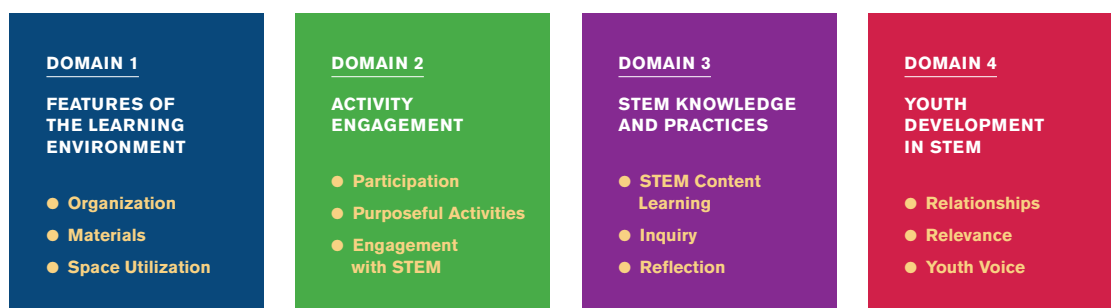 DOMAIN 1
FEATURES OF
THE LEARNING
ENVIRONMENT
Organization
Materials
Space Utilization
DOMAIN 2
ACTIVITY
ENGAGEMENT
Participation
Purposeful Activities
Engagement
with STEM
DOMAIN 3
STEM KNOWLEDGE
AND PRACTICES
STEM Content
Learning
Inquiry
Reflection
DOMAIN 4
YOUTH
DEVELOPMENT
IN STEM
Relationships
Relevance
Youth Voice